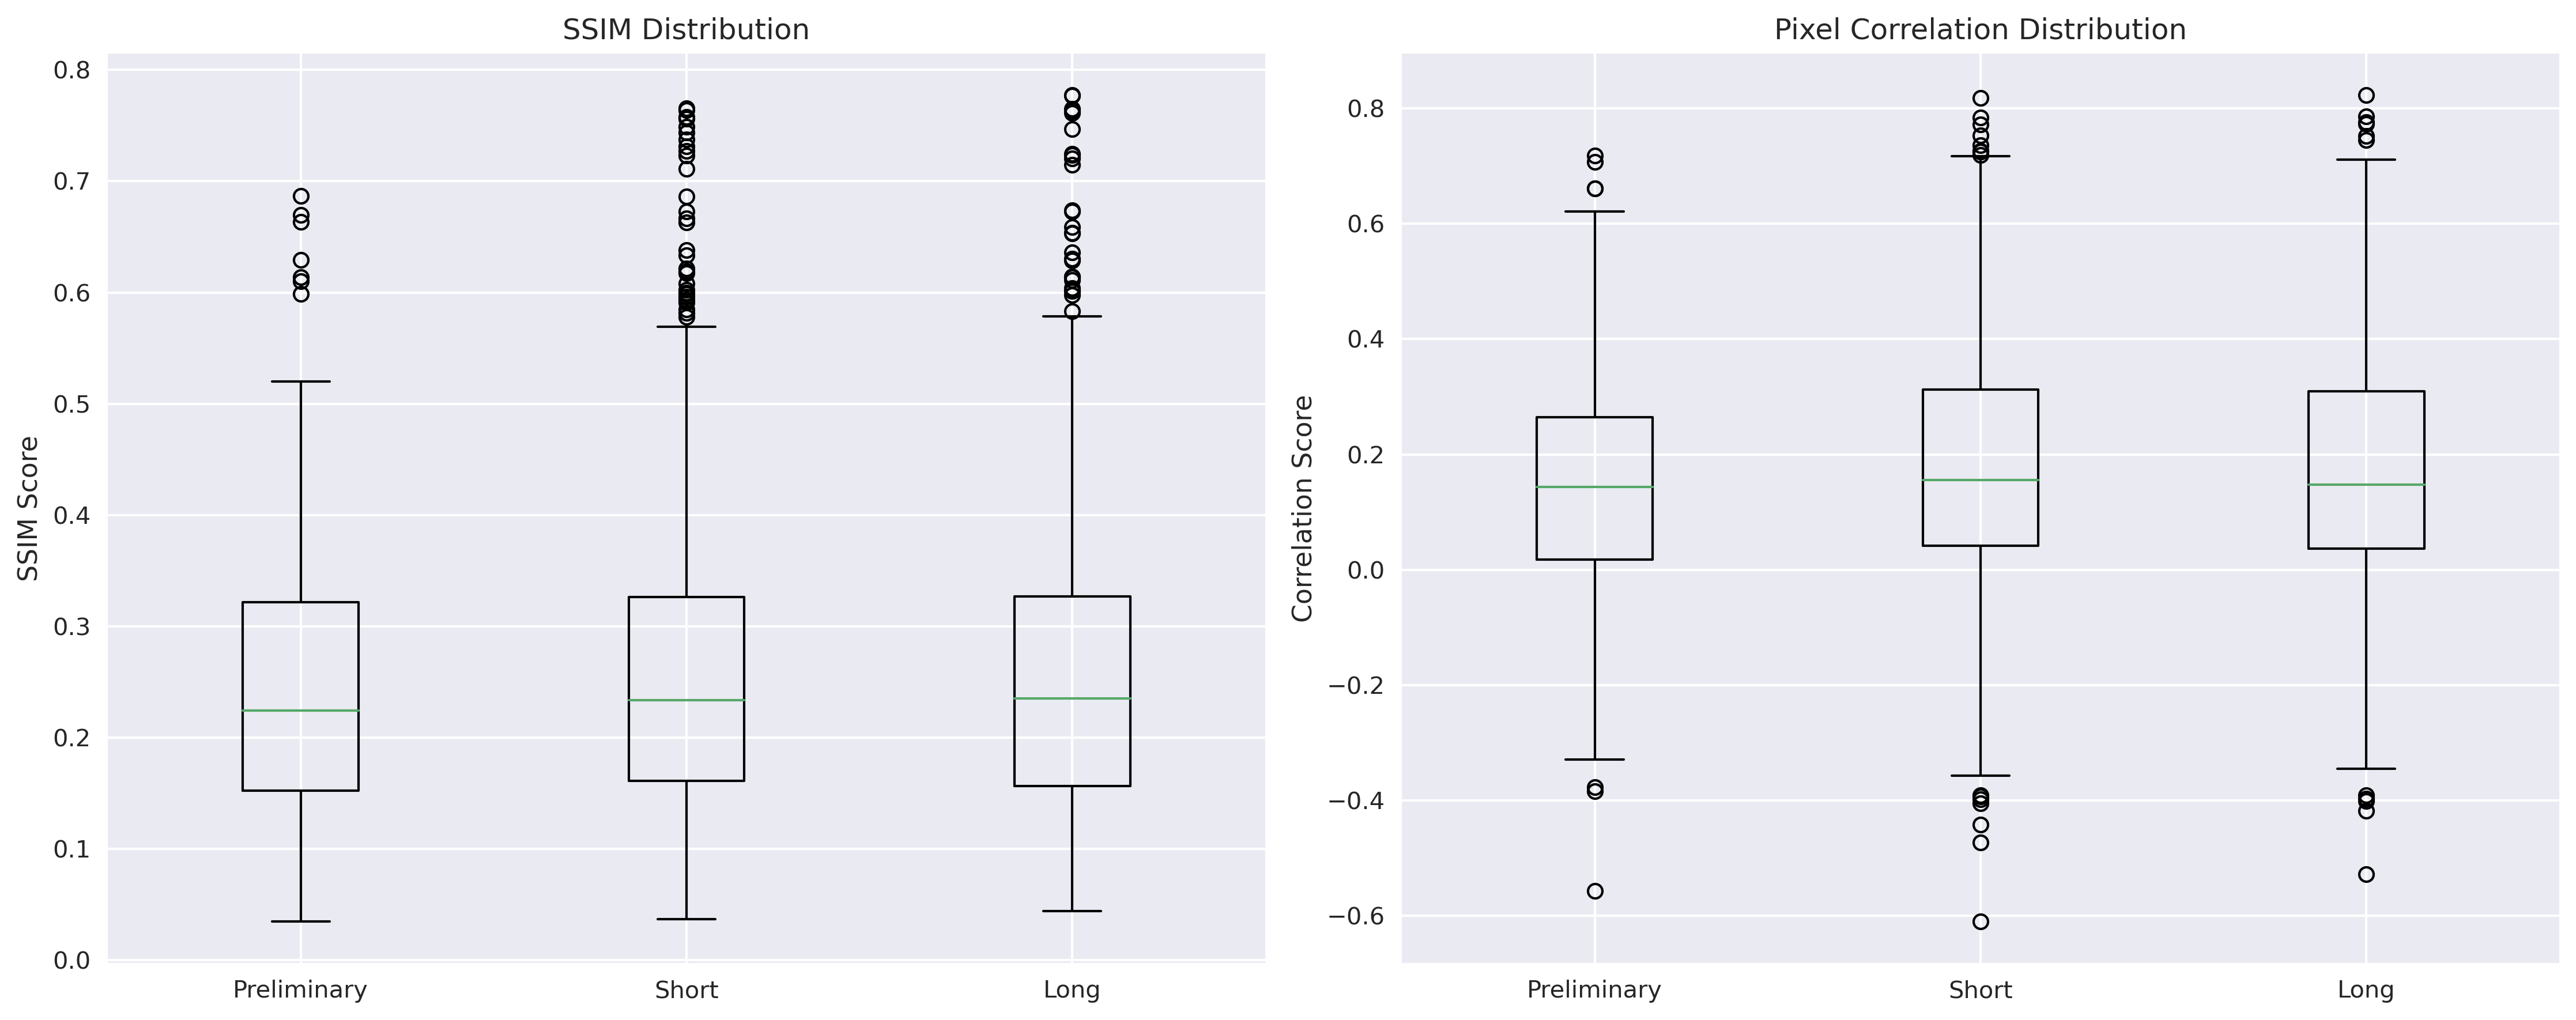 SSIM Distribution
SSIM Score
0.8
0.7
0.6
0.5
0.4
0.3
0.2
0.1
0.0
Preliminary
Short
Long
Pixel Correlation Distribution
Correlation Score
0.8
0.6
0.4
0.2
0.0
−0.2
−0.4
−0.6
Preliminary
Short
Long